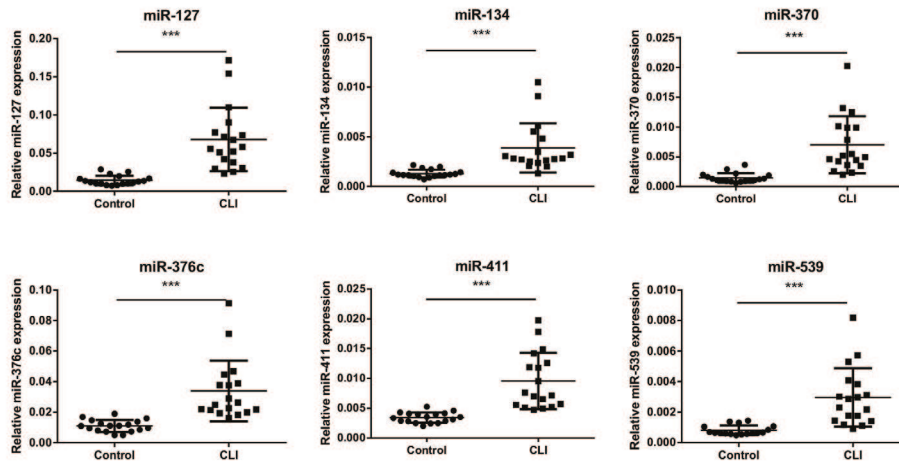 miR-127
***
Relative miR-127 expression
0.20
0.15
0.10
0.05
0.00
Control
CLI
miR-134
***
Relative miR-134 expression
0.015
0.010
0.005
0.000
Control
CLI
miR-370
***
Relative miR-370 expression
0.025
0.020
0.015
0.010
0.005
0.000
Control
CLI
miR-376c
***
Relative miR-376c expression
0.10
0.08
0.06
0.04
0.02
0.00
Control
CLI
miR-411
***
Relative miR-411 expression
0.025
0.020
0.015
0.010
0.005
0.000
Control
CLI
miR-539
***
Relative miR-539 expression
0.010
0.008
0.006
0.004
0.002
0.000
Control
CLI